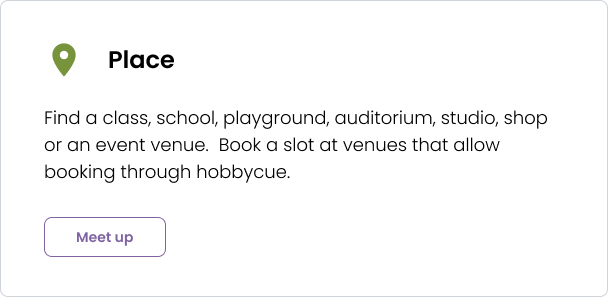 Place
Find a class, school, playground, auditorium, studio, shop
or an event venue.  Book a slot at venues that allow
booking through hobbycue.
Meet up